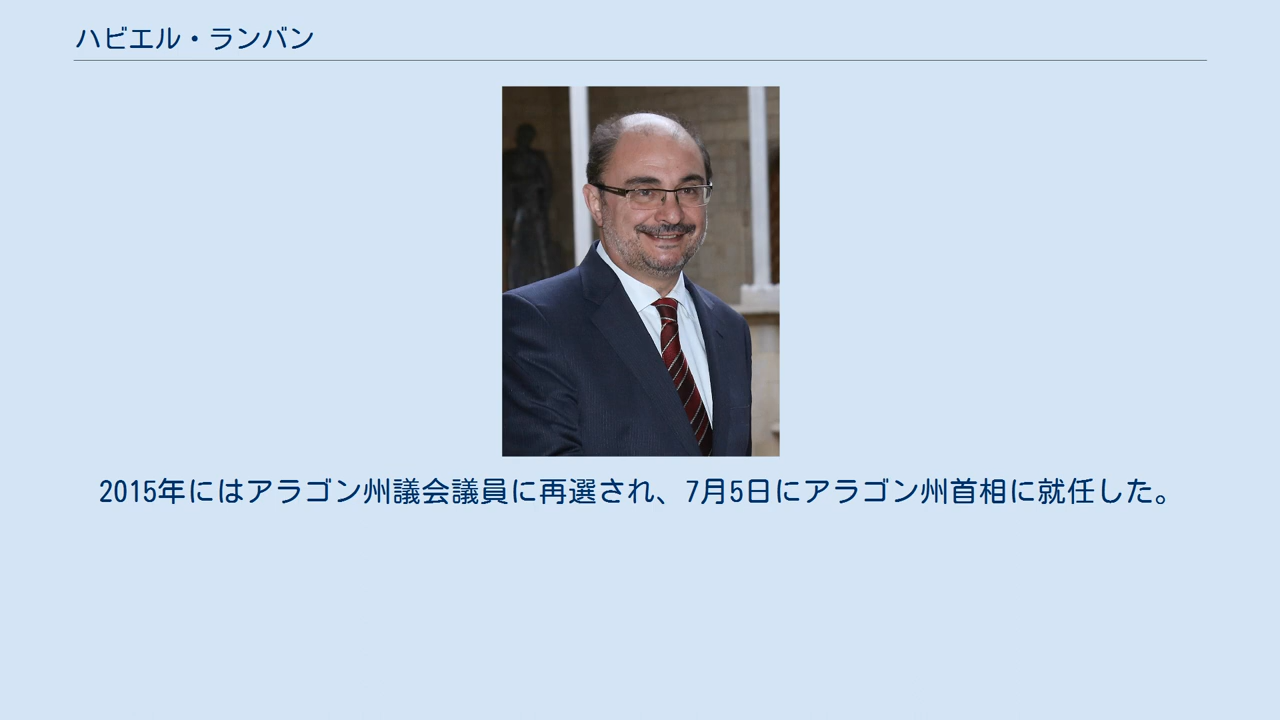 ハビエル・ランバン
2015年にはアラゴン州議会議員に再選され、7月5日にアラゴン州首相に就任した。